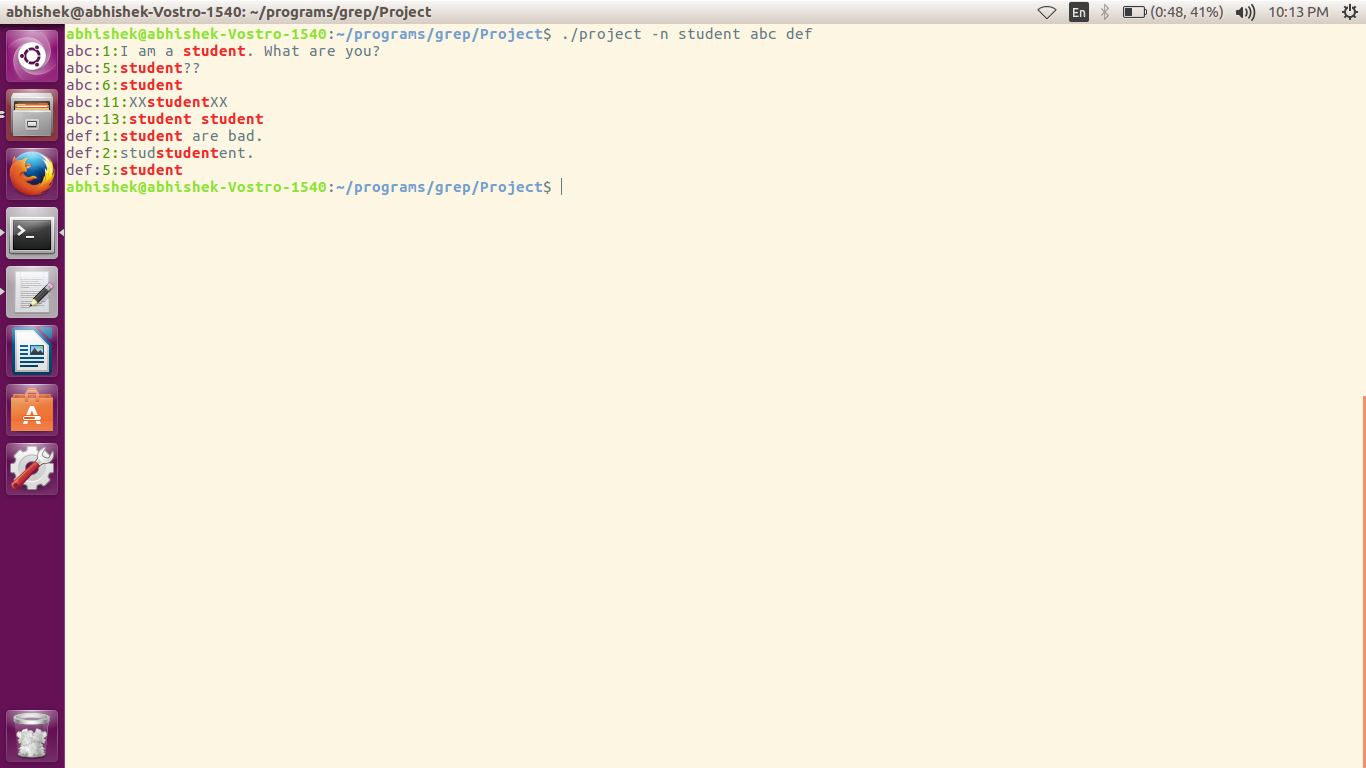 abhishek@abhishek-Vostro-1540: ~/programs/grep/Project
En (0:48, 41%) 10:13 PM
abhishek@abhishek-Vostro-1540:~/programs/grep/Project$ ./project -n student abc def
abc:1:I am a student. What are you?
abc:5:student??
abc:6:student
abc:11:XXstudentXX
abc:13:student student
def:1:student are bad.
def:2:studstudentent.
def:5:student
abhishek@abhishek-Vostro-1540:~/programs/grep/Project$